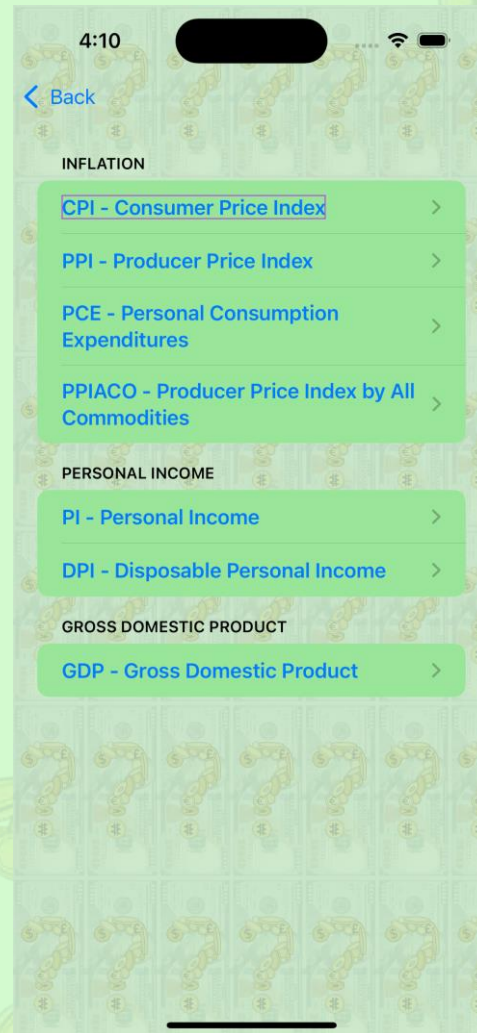 4:10
Back
INFLATION
CPI - Consumer Price Index
PPI - Producer Price Index
PCE - Personal Consumption
Expenditures
PPIACO - Producer Price Index by All
Commodities
PERSONAL INCOME
PI - Personal Income
DPI - Disposable Personal Income
GROSS DOMESTIC PRODUCT
GDP - Gross Domestic Product